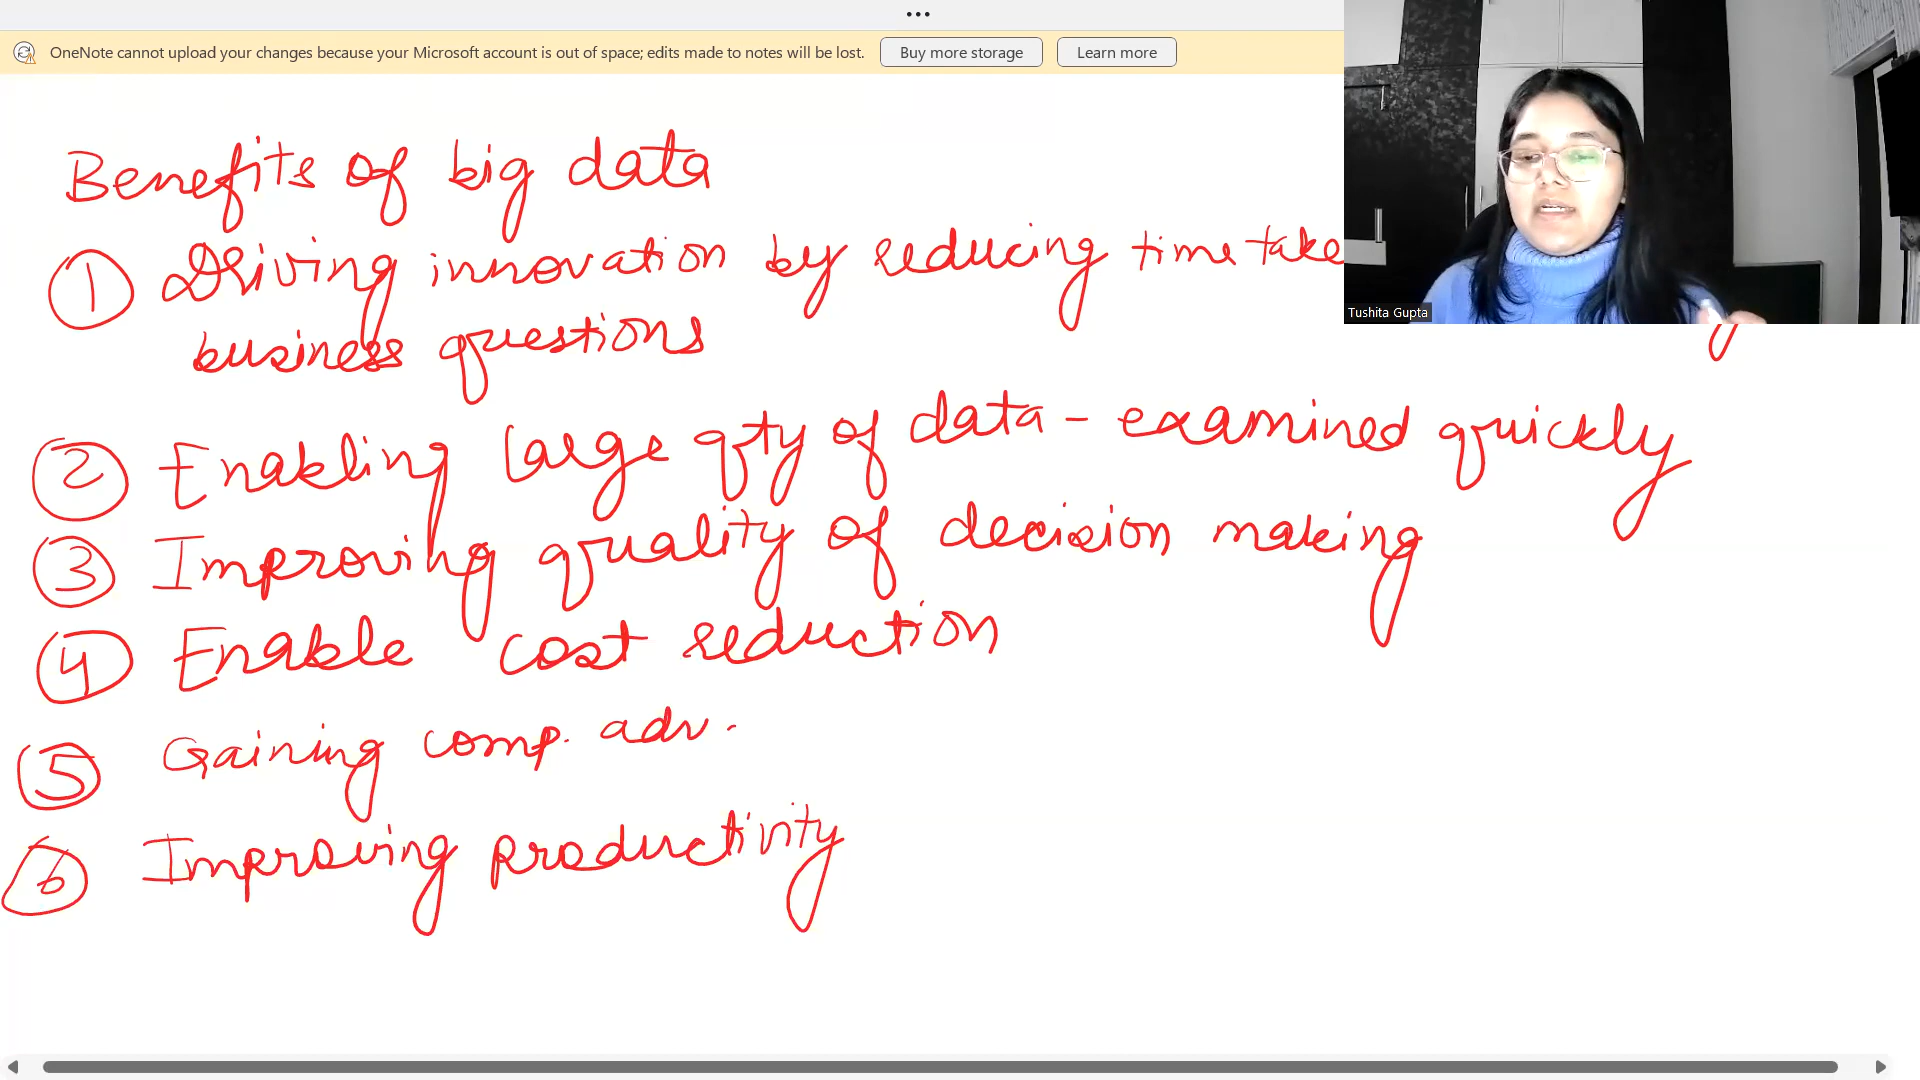 OneNote cannot upload your changes because your Microsoft account is out of space; edits made to notes will be lost. Buy more storage Learn more
Tushita Gupta
Benefits of big data
1 Driving innovation by reducing time take
business questions
2 Enabling large qty of data - examined quickly
3 Improving quality of decision making
4 Enable cost reduction
5 Gaining comp. adv.
6 Improving productivity